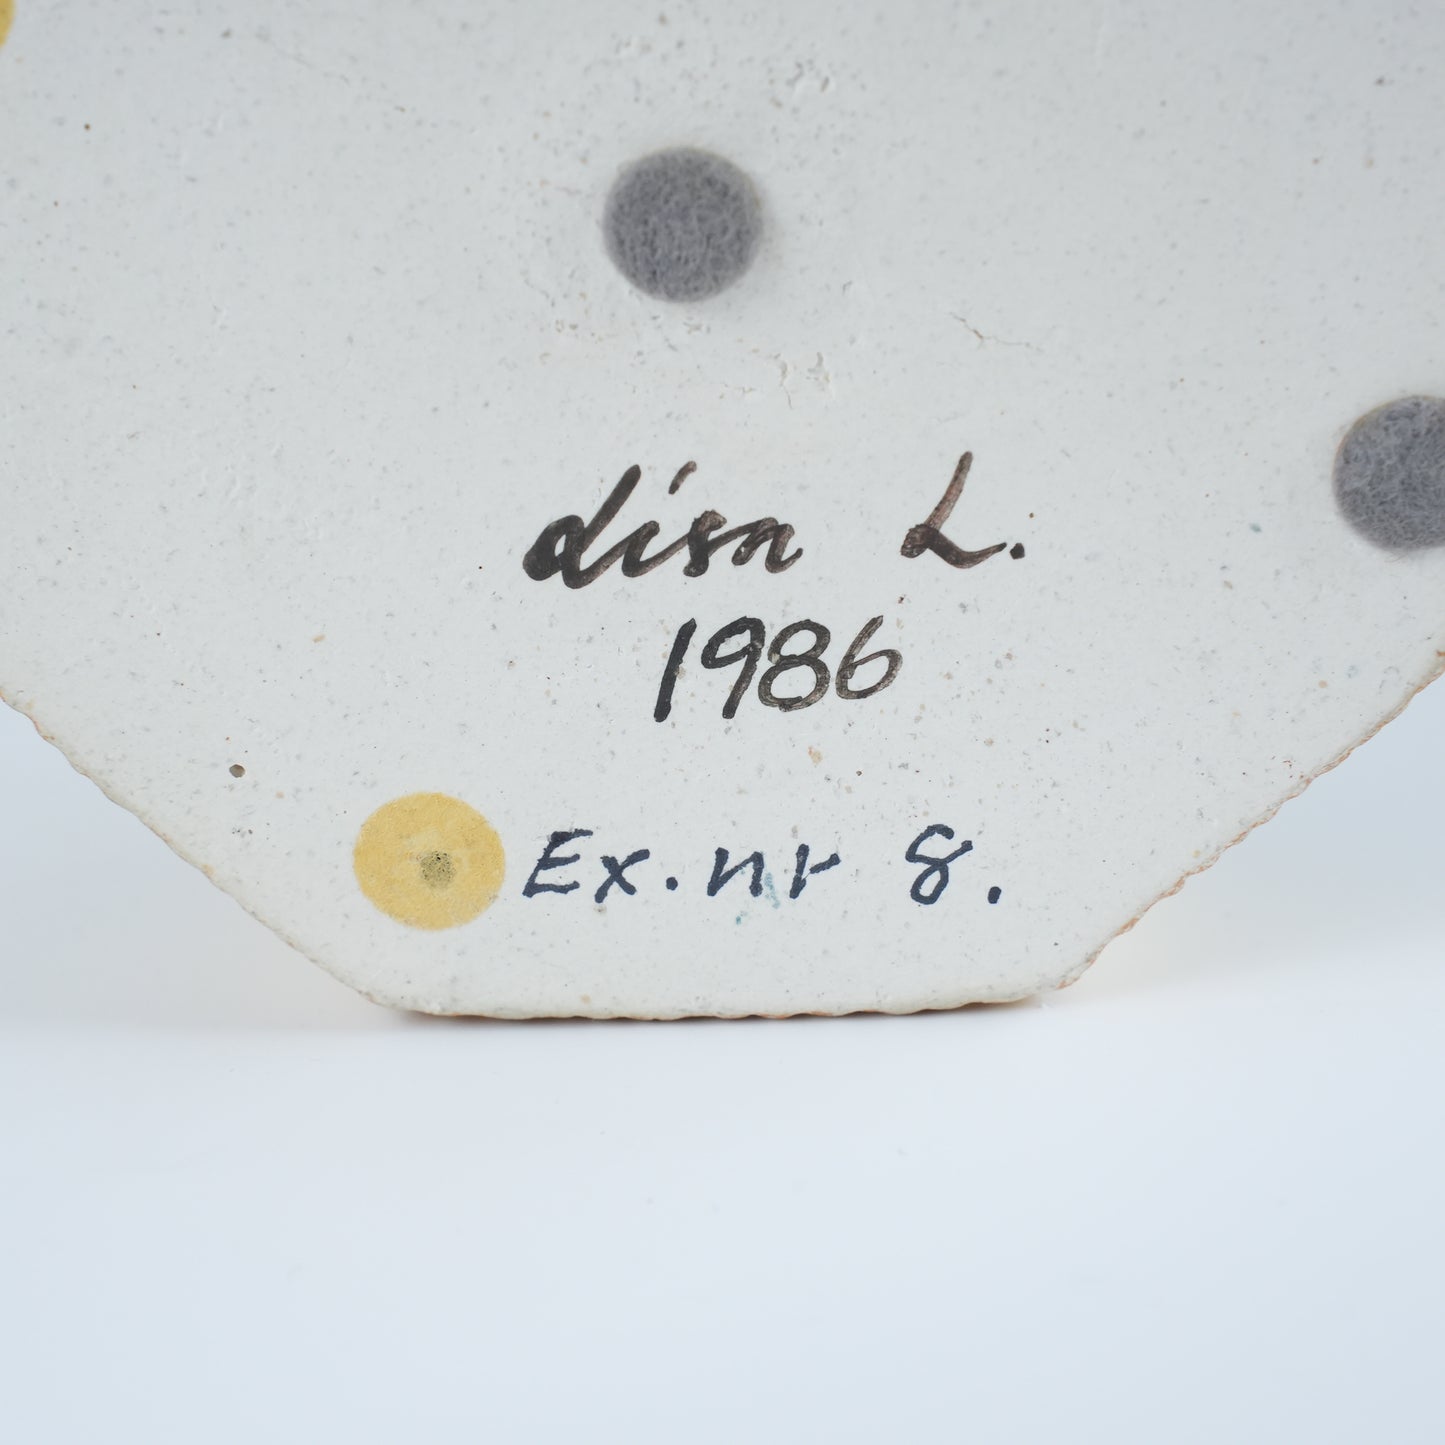 Lisa L.
1986
Ex. nr 8.